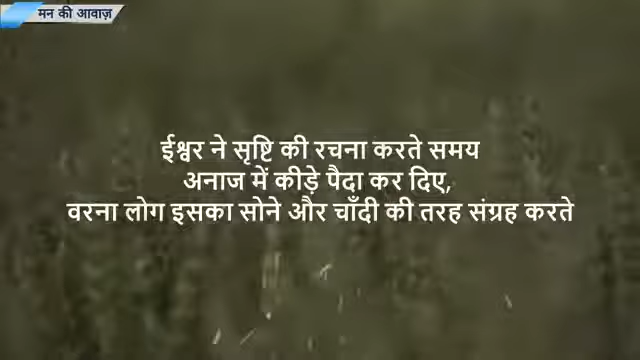 मन की आवाज़
ईश्वर ने सृष्टि की रचना करते समय
अनाज में कीड़े पैदा कर दिए,
वरना लोग इसका सोने और चाँदी की तरह संग्रह करते